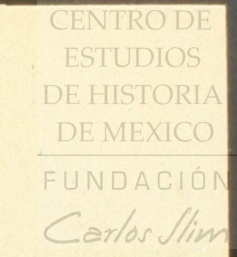 CENTRO DE
ESTUDIOS
DE HISTORIA
DE MEXICO
FUNDACIÓN
Carlos Slim